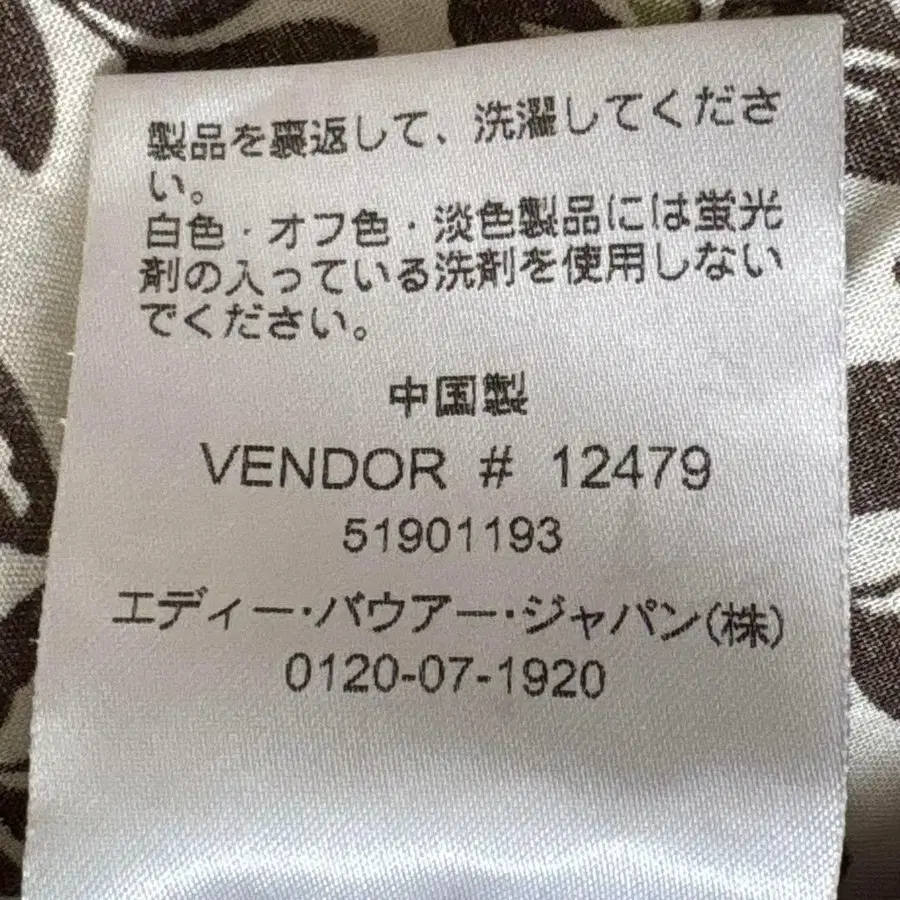 製品を裏返して、洗濯してくださ
い。
白色・オフ色・淡色製品には蛍光
剤の入っている洗剤を使用しない
でください。
中国製
VENDOR # 12479
51901193
エディー・バウアー・ジャパン(株)
0120-07-1920